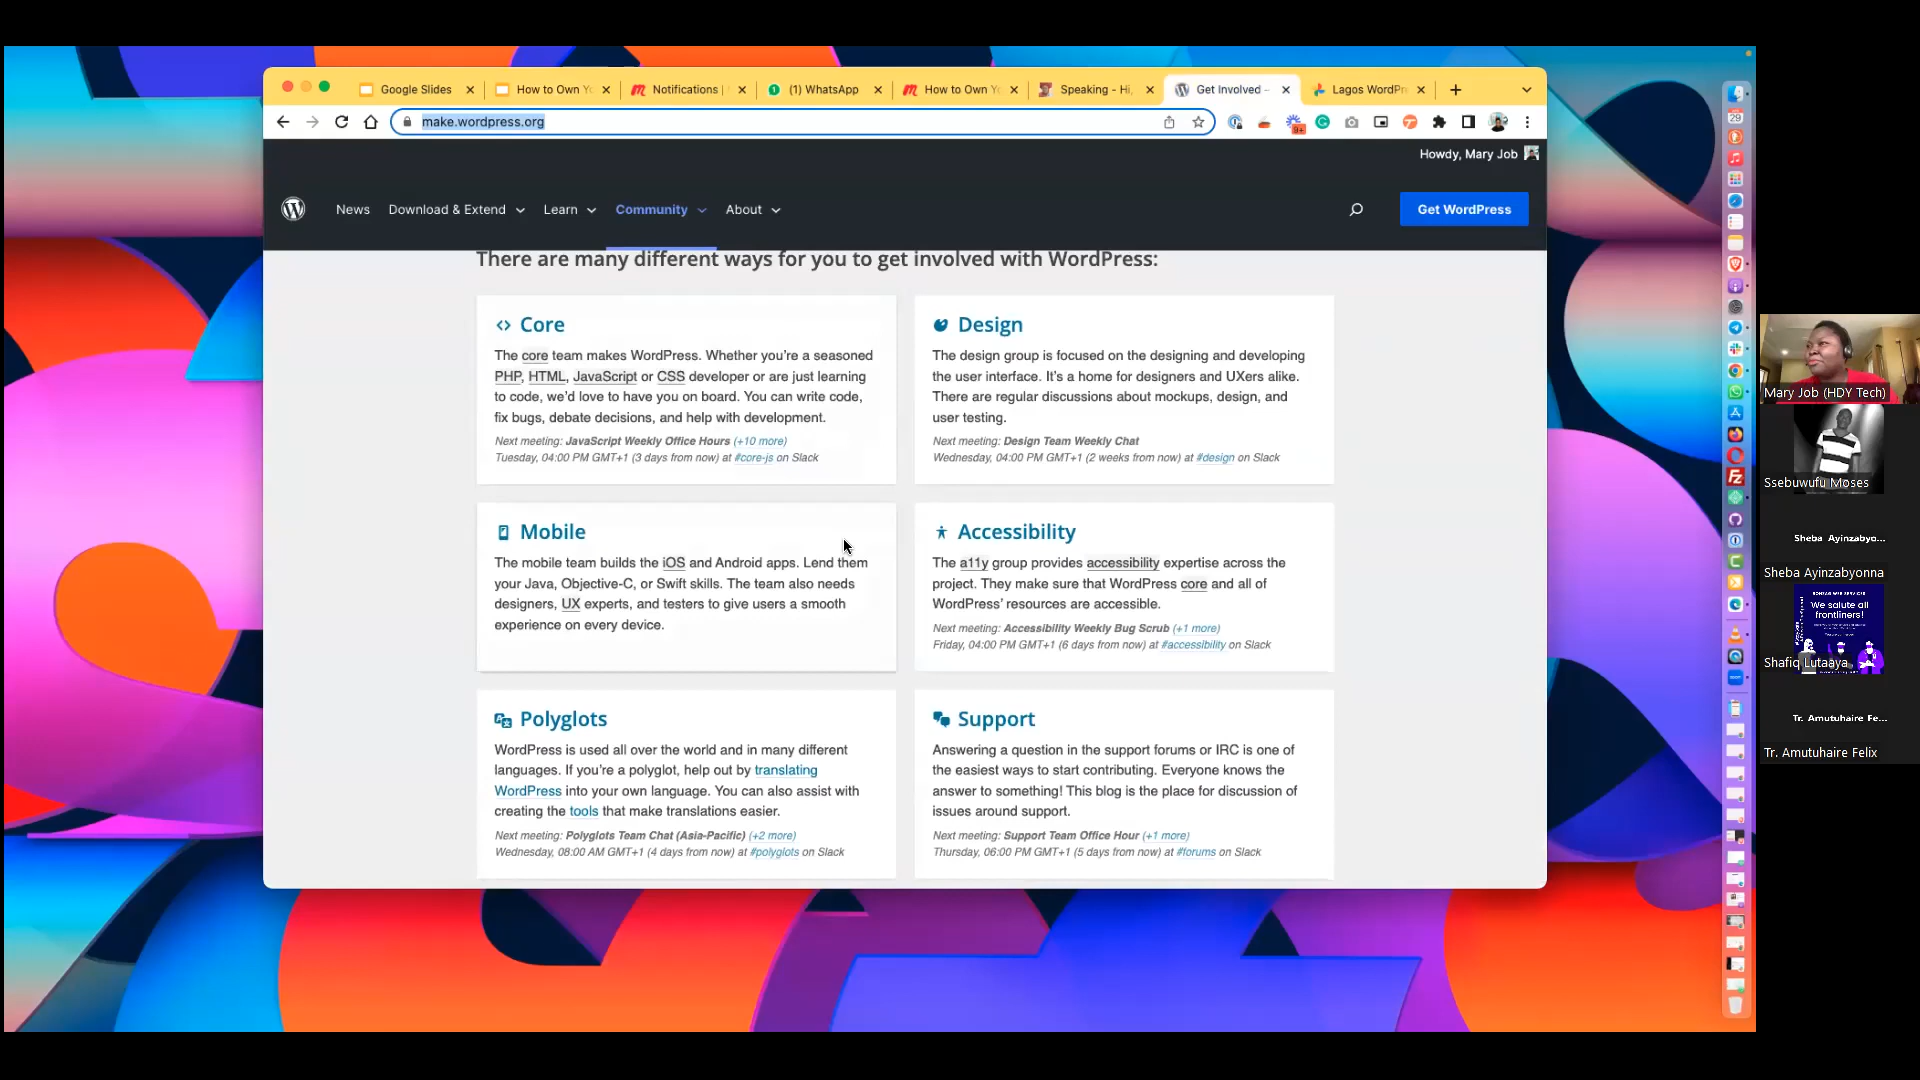 Google Slides
How to Own Y
Notifications |
(1) WhatsApp
How to Own Y
Speaking - Hi,
Get Involved –
Lagos WordPr
make.wordpress.org
9+
Howdy, Mary Job
News
Download & Extend
Learn
Community
About
Get WordPress
There are many different ways for you to get involved with WordPress:
Core
The core team makes WordPress. Whether you're a seasoned
PHP, HTML, JavaScript or CSS developer or are just learning
to code, we'd love to have you on board. You can write code,
fix bugs, debate decisions, and help with development.
Next meeting: JavaScript Weekly Office Hours (+10 more)
Tuesday, 04:00 PM GMT+1 (3 days from now) at #core-js on Slack
Design
The design group is focused on the designing and developing
the user interface. It's a home for designers and UXers alike.
There are regular discussions about mockups, design, and
user testing.
Next meeting: Design Team Weekly Chat
Wednesday, 04:00 PM GMT+1 (2 weeks from now) at #design on Slack
Mobile
The mobile team builds the iOS and Android apps. Lend them
your Java, Objective-C, or Swift skills. The team also needs
designers, UX experts, and testers to give users a smooth
experience on every device.
Accessibility
The a11y group provides accessibility expertise across the
project. They make sure that WordPress core and all of
WordPress' resources are accessible.
Next meeting: Accessibility Weekly Bug Scrub (+1 more)
Friday, 04:00 PM GMT+1 (6 days from now) at #accessibility on Slack
Polyglots
WordPress is used all over the world and in many different
languages. If you're a polyglot, help out by translating
WordPress into your own language. You can also assist with
creating the tools that make translations easier.
Next meeting: Polyglots Team Chat (Asia-Pacific) (+2 more)
Wednesday, 08:00 AM GMT+1 (4 days from now) at #polyglots on Slack
Support
Answering a question in the support forums or IRC is one of
the easiest ways to start contributing. Everyone knows the
answer to something! This blog is the place for discussion of
issues around support.
Next meeting: Support Team Office Hour (+1 more)
Thursday, 06:00 PM GMT+1 (5 days from now) at #forums on Slack
29
Mary Job (HDY Tech)
Ssebuwufu Moses
Sheba Ayinzabyo...
Sheba Ayinzabyonna
We salute all
frontliners!
Shafiq Lutaaya
Tr. Amutuhaire Fe...
Tr. Amutuhaire Felix